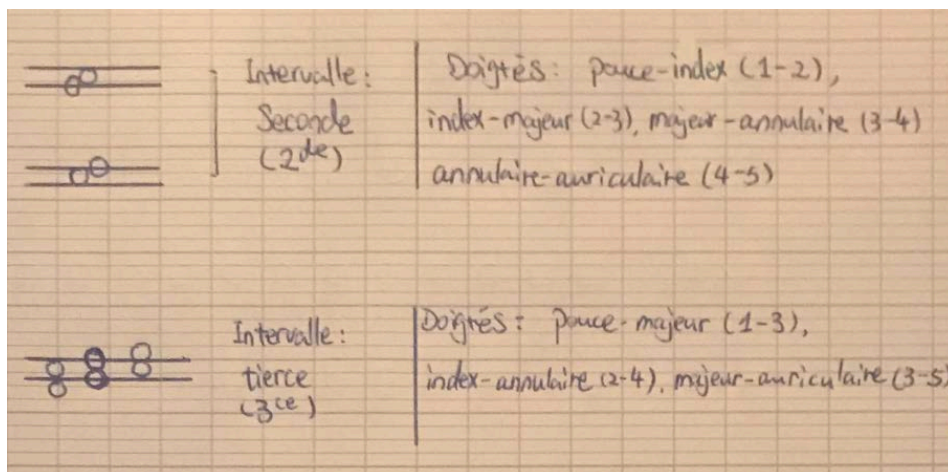 Intervalle:
Seconde
(2de)
Doigtés: pouce-index (1-2),
index-majeur (2-3), majeur-annulaire (3-4)
annulaire-auriculaire (4-5)
Intervalle:
tierce
(3ce)
Doigtés: pouce-majeur (1-3),
index-annulaire (2-4), majeur-auriculaire (3-5)